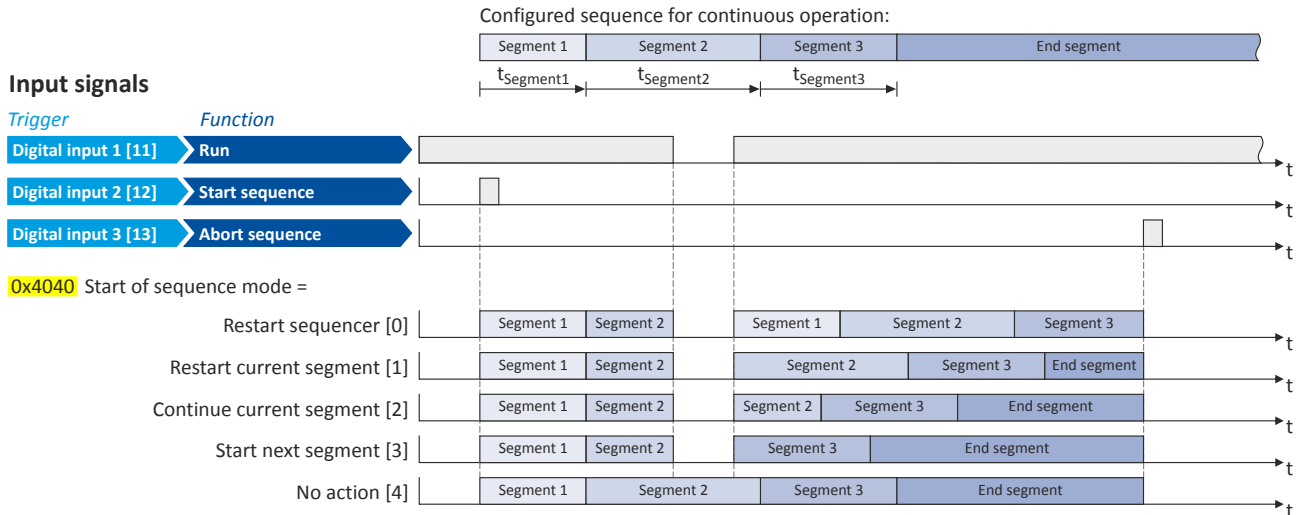 Configured sequence for continuous operation:
Segment 1 Segment 2 Segment 3 End segment
tSegment1 tSegment2 tSegment3
Input signals
Trigger Function
Digital input 1 [11] Run
t
Digital input 2 [12] Start sequence
t
Digital input 3 [13] Abort sequence
t
0x4040 Start of sequence mode =
Restart sequencer [0] Segment 1 Segment 2 Segment 1 Segment 2 Segment 3
t
Restart current segment [1] Segment 1 Segment 2 Segment 2 Segment 3 End segment
t
Continue current segment [2] Segment 1 Segment 2 Segment 2 Segment 3 End segment
t
Start next segment [3] Segment 1 Segment 2 Segment 3 End segment
t
No action [4] Segment 1 Segment 2 Segment 3 End segment
t